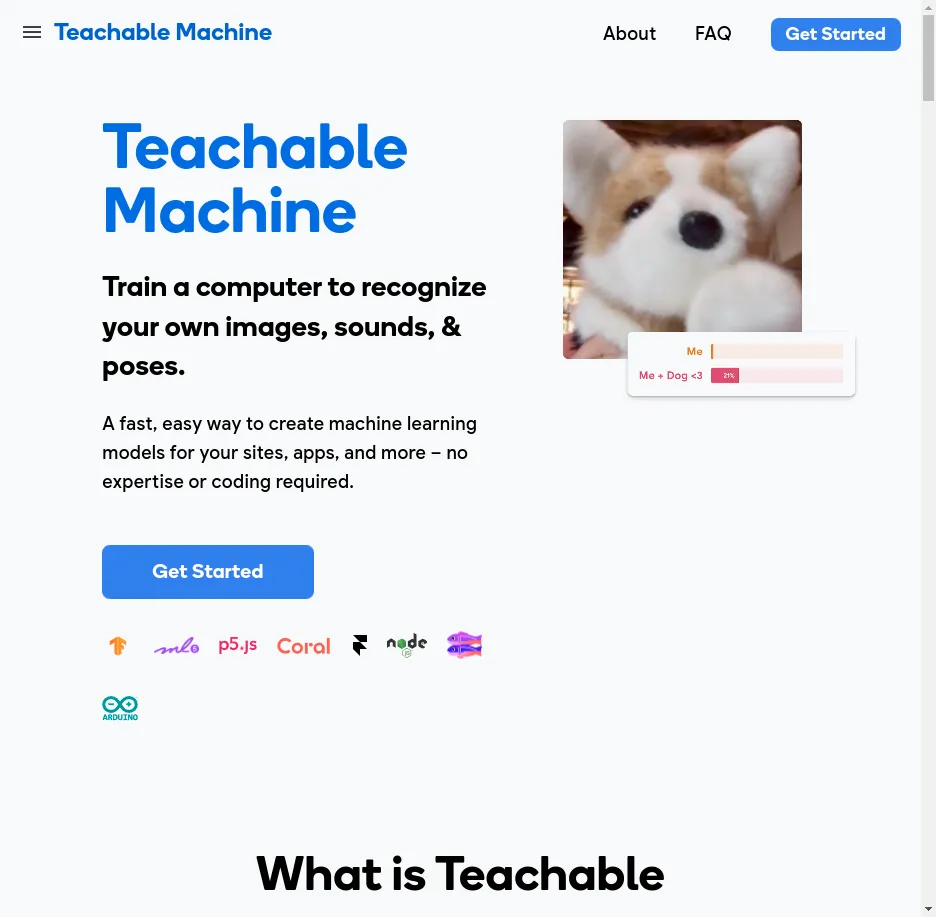 Teachable Machine
About
FAQ
Get Started
Teachable
Machine
Train a computer to recognize
your own images, sounds, &
poses.
A fast, easy way to create machine learning
models for your sites, apps, and more – no
expertise or coding required.
Me
Me + Dog <3
21%
Get Started
ml5
p5.js
Coral
node
JS
ARDUINO
What is Teachable